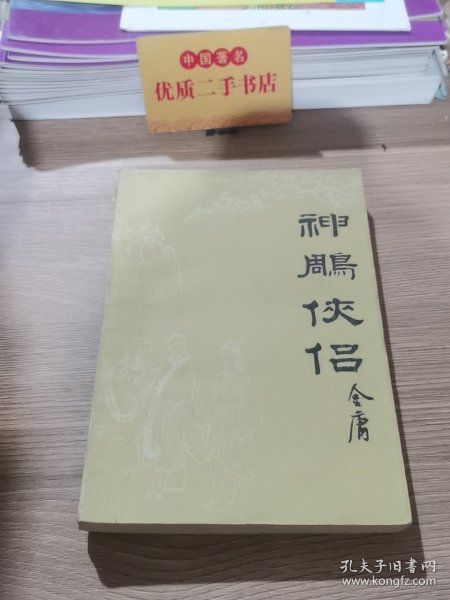 中国著名
优质二手书店
神鵰俠侣
金庸
孔夫子旧书网
www.kongfz.com